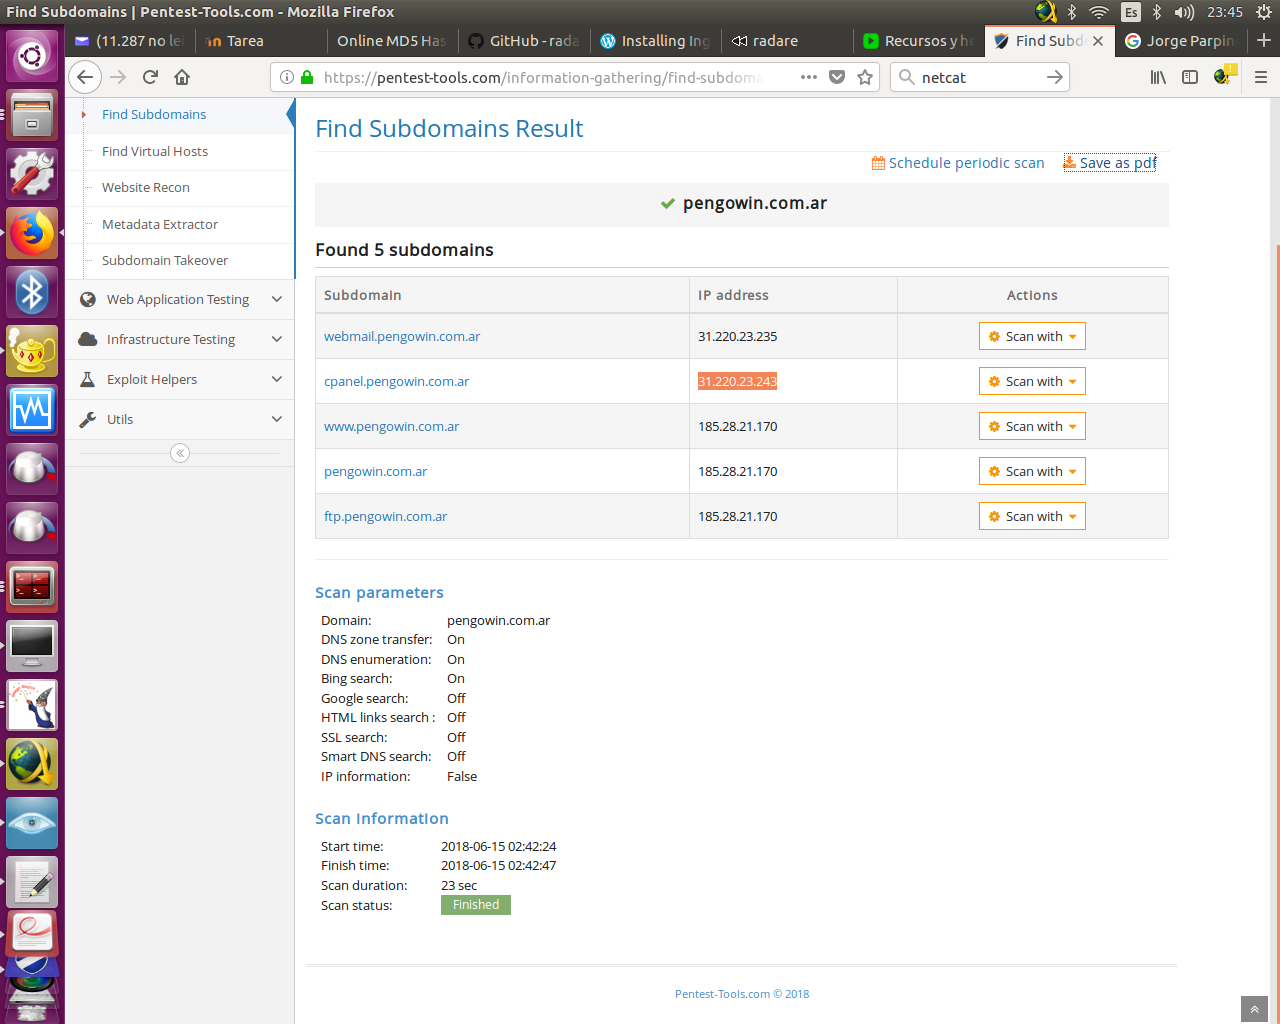 Find Subdomains | Pentest-Tools.com - Mozilla Firefox
Es
23:45
(11.287 no le
Tarea
Online MD5 Has
GitHub - rada
Installing Ing
radare
Recursos y he
Find Subd
Jorge Parpin
https://pentest-tools.com/information-gathering/find-subdoma
netcat
Find Subdomains
Find Virtual Hosts
Website Recon
Metadata Extractor
Subdomain Takeover
Web Application Testing
Infrastructure Testing
Exploit Helpers
Utils
Find Subdomains Result
Schedule periodic scan
Save as pdf
pengowin.com.ar
Found 5 subdomains
Subdomain IP address Actions
webmail.pengowin.com.ar 31.220.23.235 Scan with
cpanel.pengowin.com.ar 31.220.23.243 Scan with
www.pengowin.com.ar 185.28.21.170 Scan with
pengowin.com.ar 185.28.21.170 Scan with
ftp.pengowin.com.ar 185.28.21.170 Scan with
Scan parameters
Domain: pengowin.com.ar
DNS zone transfer: On
DNS enumeration: On
Bing search: On
Google search: Off
HTML links search : Off
SSL search: Off
Smart DNS search: Off
IP information: False
Scan information
Start time: 2018-06-15 02:42:24
Finish time: 2018-06-15 02:42:47
Scan duration: 23 sec
Scan status: Finished
Pentest-Tools.com © 2018